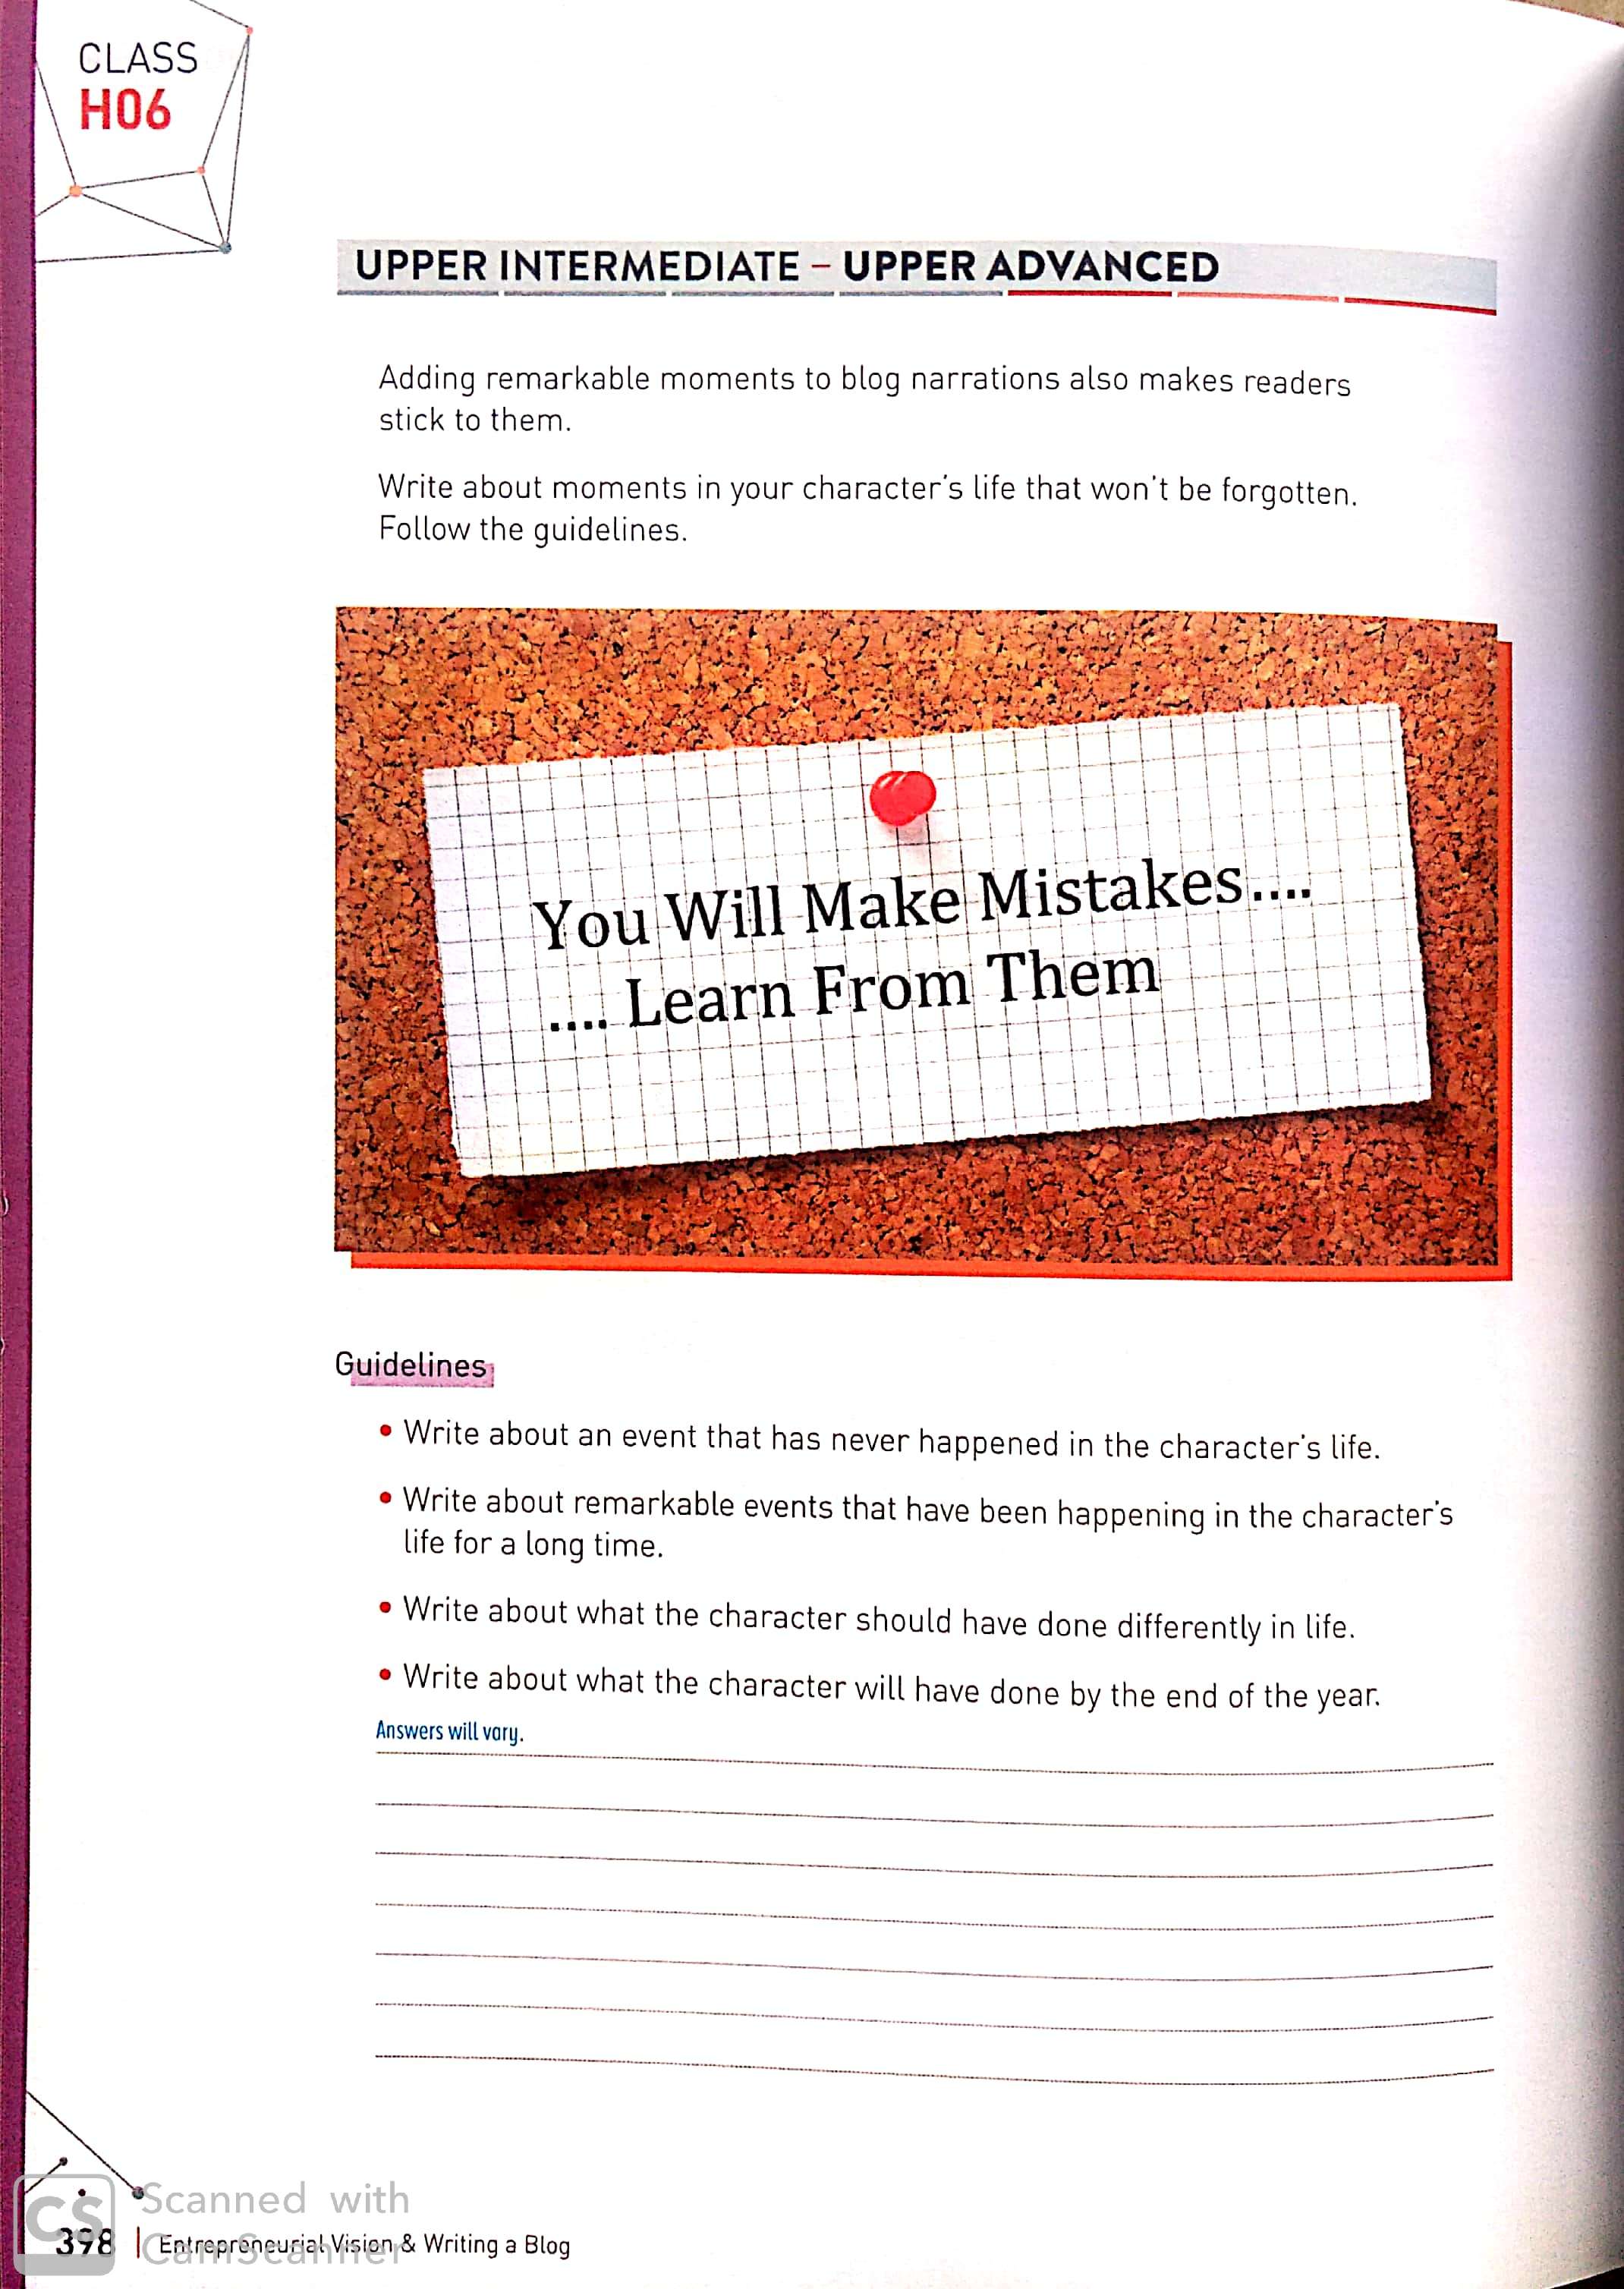 CLASS
H06
UPPER INTERMEDIATE – UPPER ADVANCED
Adding remarkable moments to blog narrations also makes readers
stick to them.
Write about moments in your character's life that won't be forgotten.
Follow the guidelines.
You Will Make Mistakes....
.... Learn From Them
Guidelines
• Write about an event that has never happened in the character's life.
• Write about remarkable events that have been happening in the character's
life for a long time.
• Write about what the character should have done differently in life.
• Write about what the character will have done by the end of the year.
Answers will vary.
CS Scanned with
CamScanner
398 | Entrepreneurial Vision & Writing a Blog